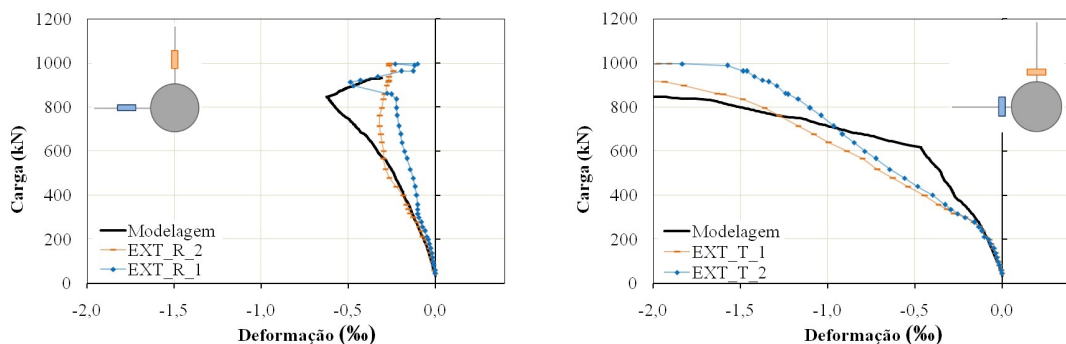 1200
1000
800
600
400
200
0
Carga (kN)
Modelagem
EXT_R_2
EXT_R_1
-2,0 -1,5 -1,0 -0,5 0,0
Deformação (‰)
1200
1000
800
600
400
200
0
Carga (kN)
Modelagem
EXT_T_1
EXT_T_2
-2,0 -1,5 -1,0 -0,5 0,0
Deformação (‰)